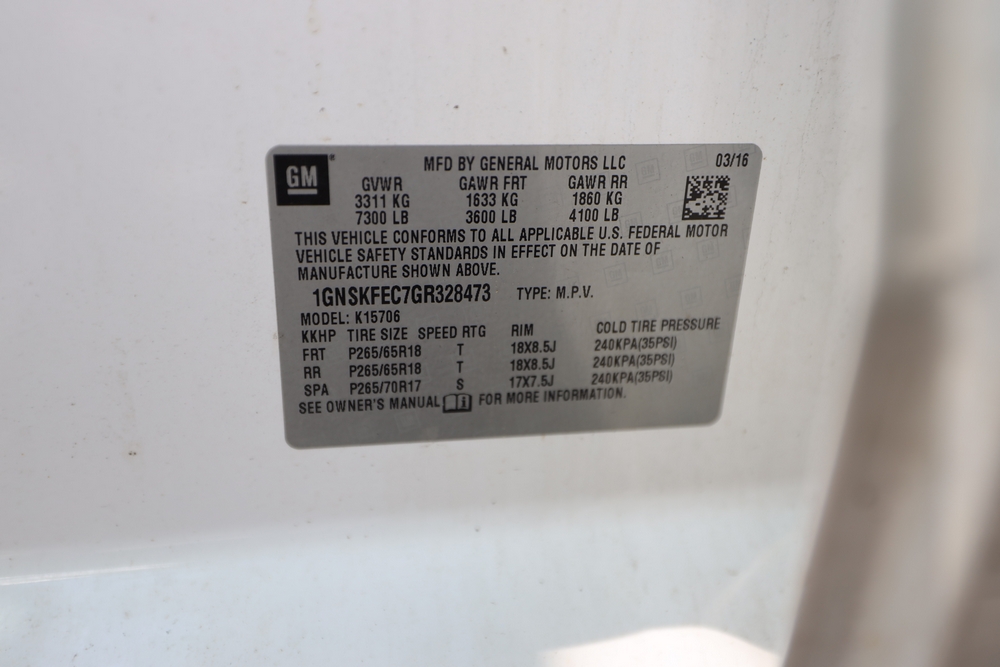 GM
MFD BY GENERAL MOTORS LLC 03/16
GVWR GAWR FRT GAWR RR
3311 KG 1633 KG 1860 KG
7300 LB 3600 LB 4100 LB
THIS VEHICLE CONFORMS TO ALL APPLICABLE U.S. FEDERAL MOTOR
VEHICLE SAFETY STANDARDS IN EFFECT ON THE DATE OF
MANUFACTURE SHOWN ABOVE.
1GNSKFEC7GR328473 TYPE: M.P.V.
MODEL: K15706
KKHP TIRE SIZE SPEED RTG RIM COLD TIRE PRESSURE
FRT P265/65R18 T 18X8.5J 240KPA(35PSI)
RR P265/65R18 T 18X8.5J 240KPA(35PSI)
SPA P265/70R17 S 17X7.5J 240KPA(35PSI)
SEE OWNER'S MANUAL i FOR MORE INFORMATION.